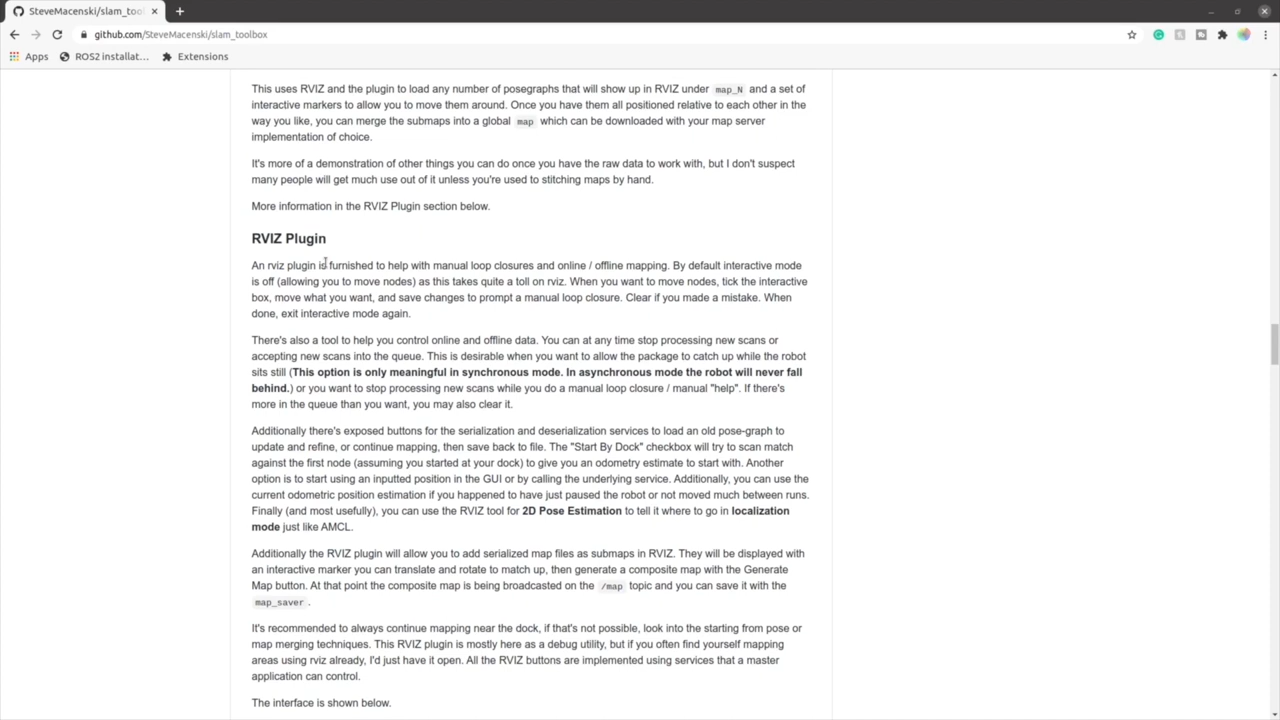 SteveMacenski/slam_tool
github.com/SteveMacenski/slam_toolbox
Apps
ROS2 installat...
Extensions
This uses RVIZ and the plugin to load any number of posegraphs that will show up in RVIZ under map_N and a set of
interactive markers to allow you to move them around. Once you have them all positioned relative to each other in the
way you like, you can merge the submaps into a global map which can be downloaded with your map server
implementation of choice.
It's more of a demonstration of other things you can do once you have the raw data to work with, but I don't suspect
many people will get much use out of it unless you're used to stitching maps by hand.
More information in the RVIZ Plugin section below.
RVIZ Plugin
An rviz plugin is furnished to help with manual loop closures and online / offline mapping. By default interactive mode
is off (allowing you to move nodes) as this takes quite a toll on rviz. When you want to move nodes, tick the interactive
box, move what you want, and save changes to prompt a manual loop closure. Clear if you made a mistake. When
done, exit interactive mode again.
There's also a tool to help you control online and offline data. You can at any time stop processing new scans or
accepting new scans into the queue. This is desirable when you want to allow the package to catch up while the robot
sits still (This option is only meaningful in synchronous mode. In asynchronous mode the robot will never fall
behind.) or you want to stop processing new scans while you do a manual loop closure / manual "help". If there's
more in the queue than you want, you may also clear it.
Additionally there's exposed buttons for the serialization and deserialization services to load an old pose-graph to
update and refine, or continue mapping, then save back to file. The "Start By Dock" checkbox will try to scan match
against the first node (assuming you started at your dock) to give you an odometry estimate to start with. Another
option is to start using an inputted position in the GUI or by calling the underlying service. Additionally, you can use the
current odometric position estimation if you happened to have just paused the robot or not moved much between runs.
Finally (and most usefully), you can use the RVIZ tool for 2D Pose Estimation to tell it where to go in localization
mode just like AMCL.
Additionally the RVIZ plugin will allow you to add serialized map files as submaps in RVIZ. They will be displayed with
an interactive marker you can translate and rotate to match up, then generate a composite map with the Generate
Map button. At that point the composite map is being broadcasted on the /map topic and you can save it with the
map_saver .
It's recommended to always continue mapping near the dock, if that's not possible, look into the starting from pose or
map merging techniques. This RVIZ plugin is mostly here as a debug utility, but if you often find yourself mapping
areas using rviz already, I'd just have it open. All the RVIZ buttons are implemented using services that a master
application can control.
The interface is shown below.